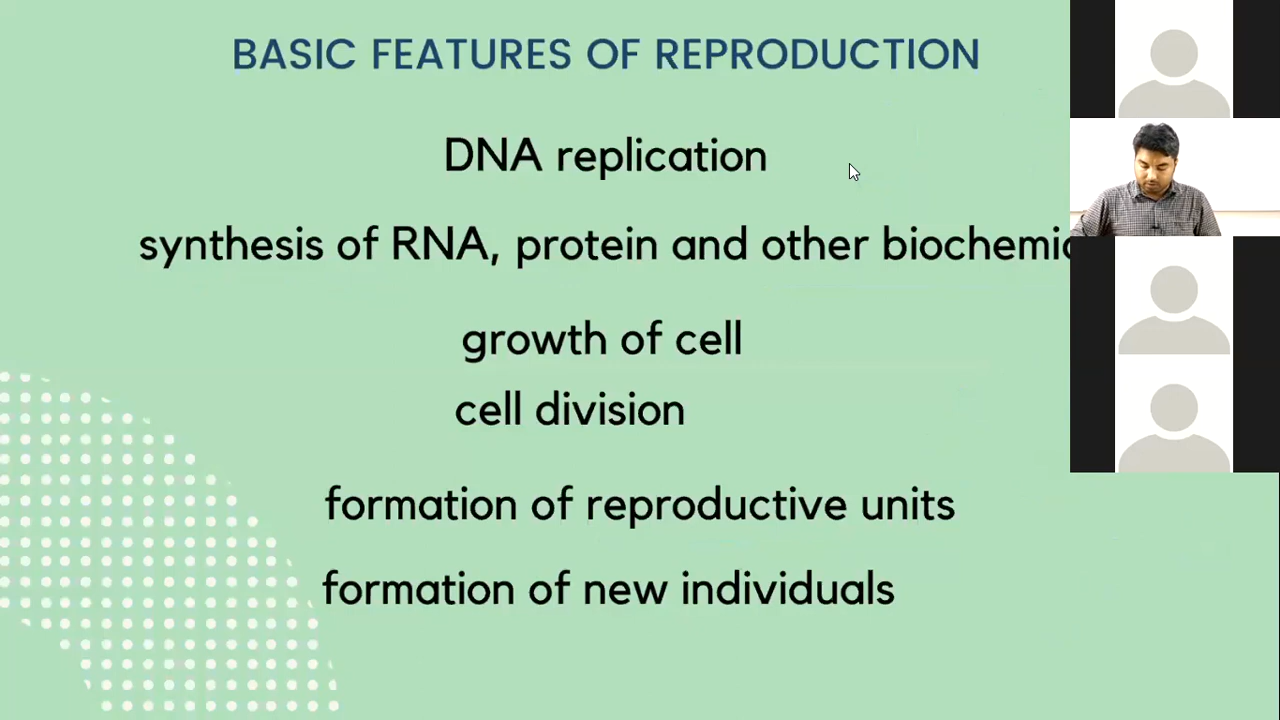 BASIC FEATURES OF REPRODUCTION
DNA replication
synthesis of RNA, protein and other
growth of cell
cell division
formation of reproductive units
formation of new individuals